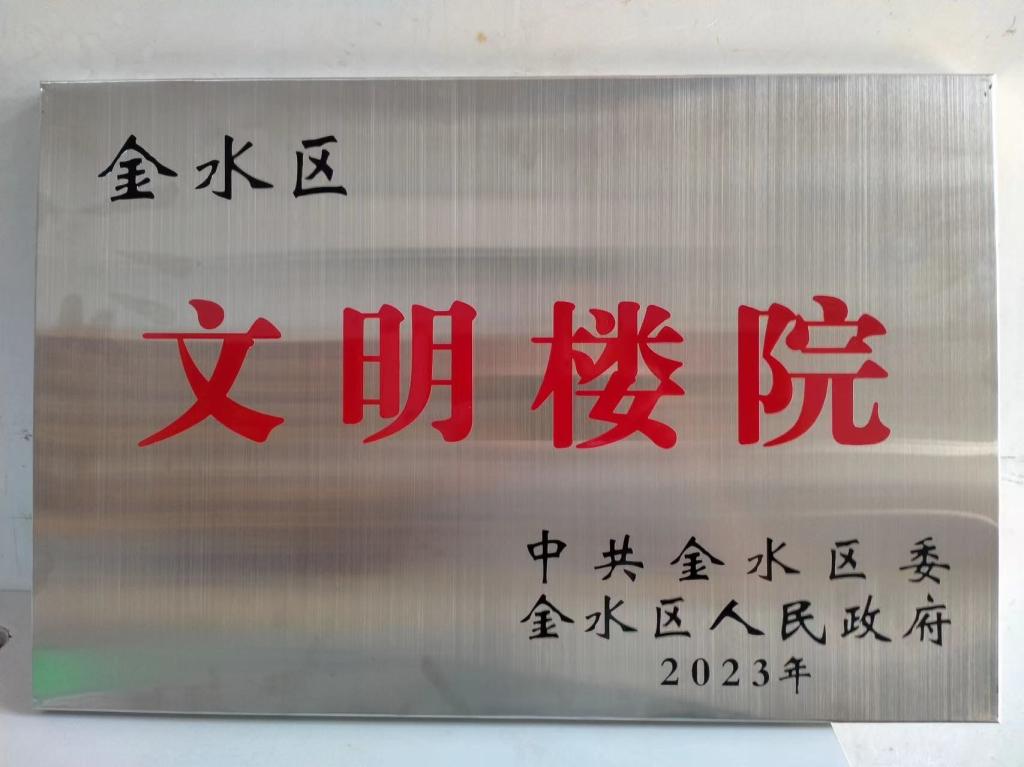 金水区
文明楼院
中共金水区委
金水区人民政府
2023年